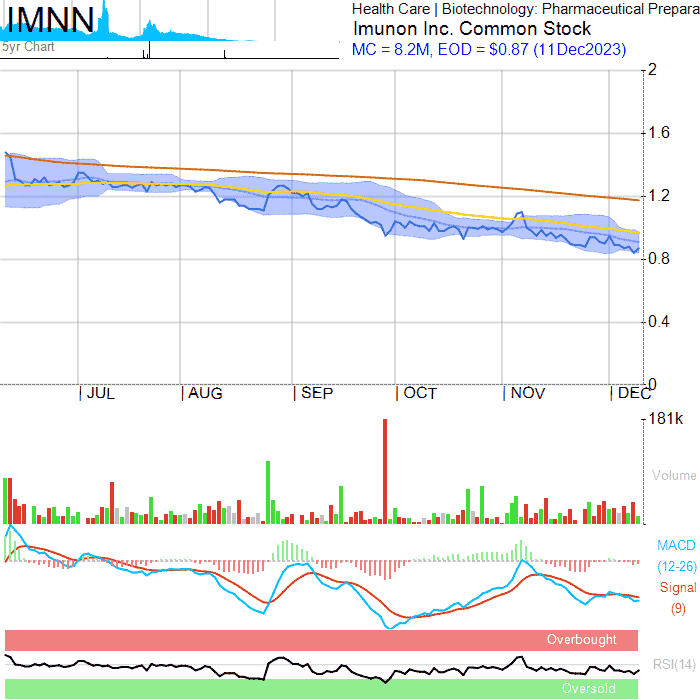 IMNN
5yr Chart
Health Care | Biotechnology: Pharmaceutical Prepara
Imunon Inc. Common Stock
MC = 8.2M, EOD = $0.87 (11Dec2023)
2
1.6
1.2
0.8
0.4
0
JUL AUG SEP OCT NOV DEC
181k
Volume
MACD
(12-26)
Signal
(9)
Overbought
RSI(14)
Oversold